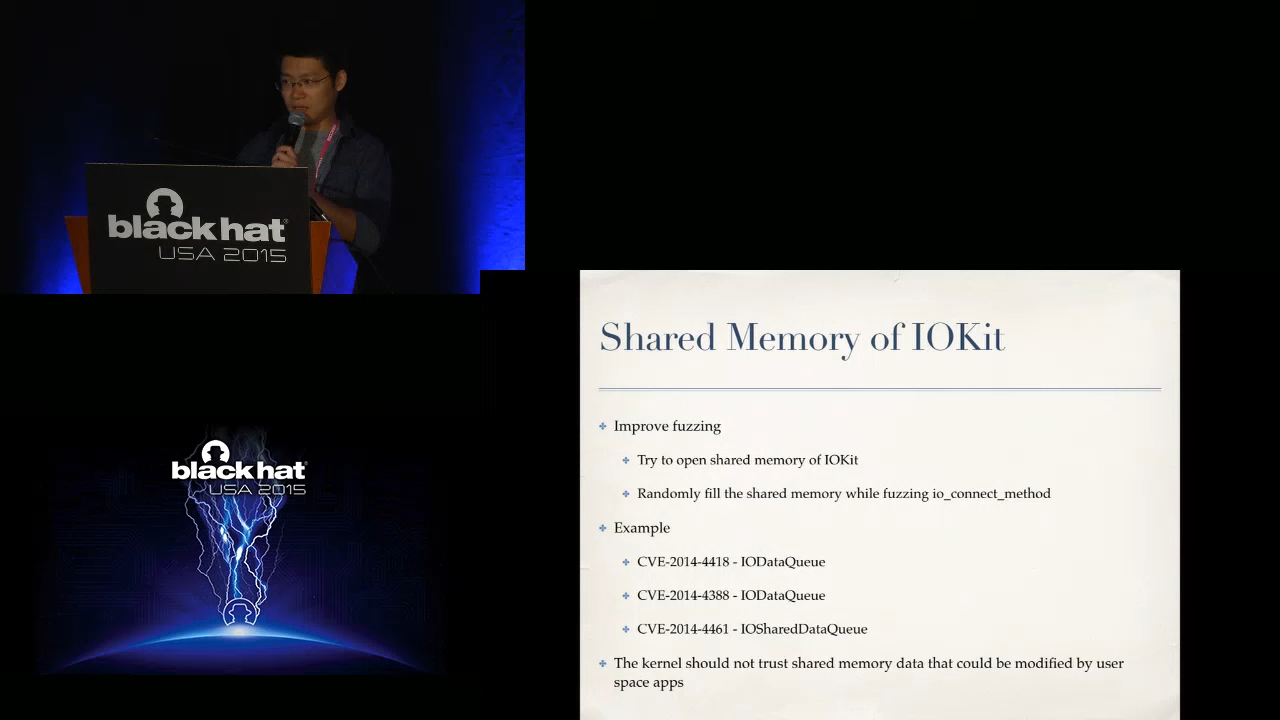 black hat
USA 2015
black hat
USA 2015
Shared Memory of IOKit
Improve fuzzing
Try to open shared memory of IOKit
Randomly fill the shared memory while fuzzing io_connect_method
Example
CVE-2014-4418 - IODataQueue
CVE-2014-4388 - IODataQueue
CVE-2014-4461 - IOSharedDataQueue
The kernel should not trust shared memory data that could be modified by user
space apps